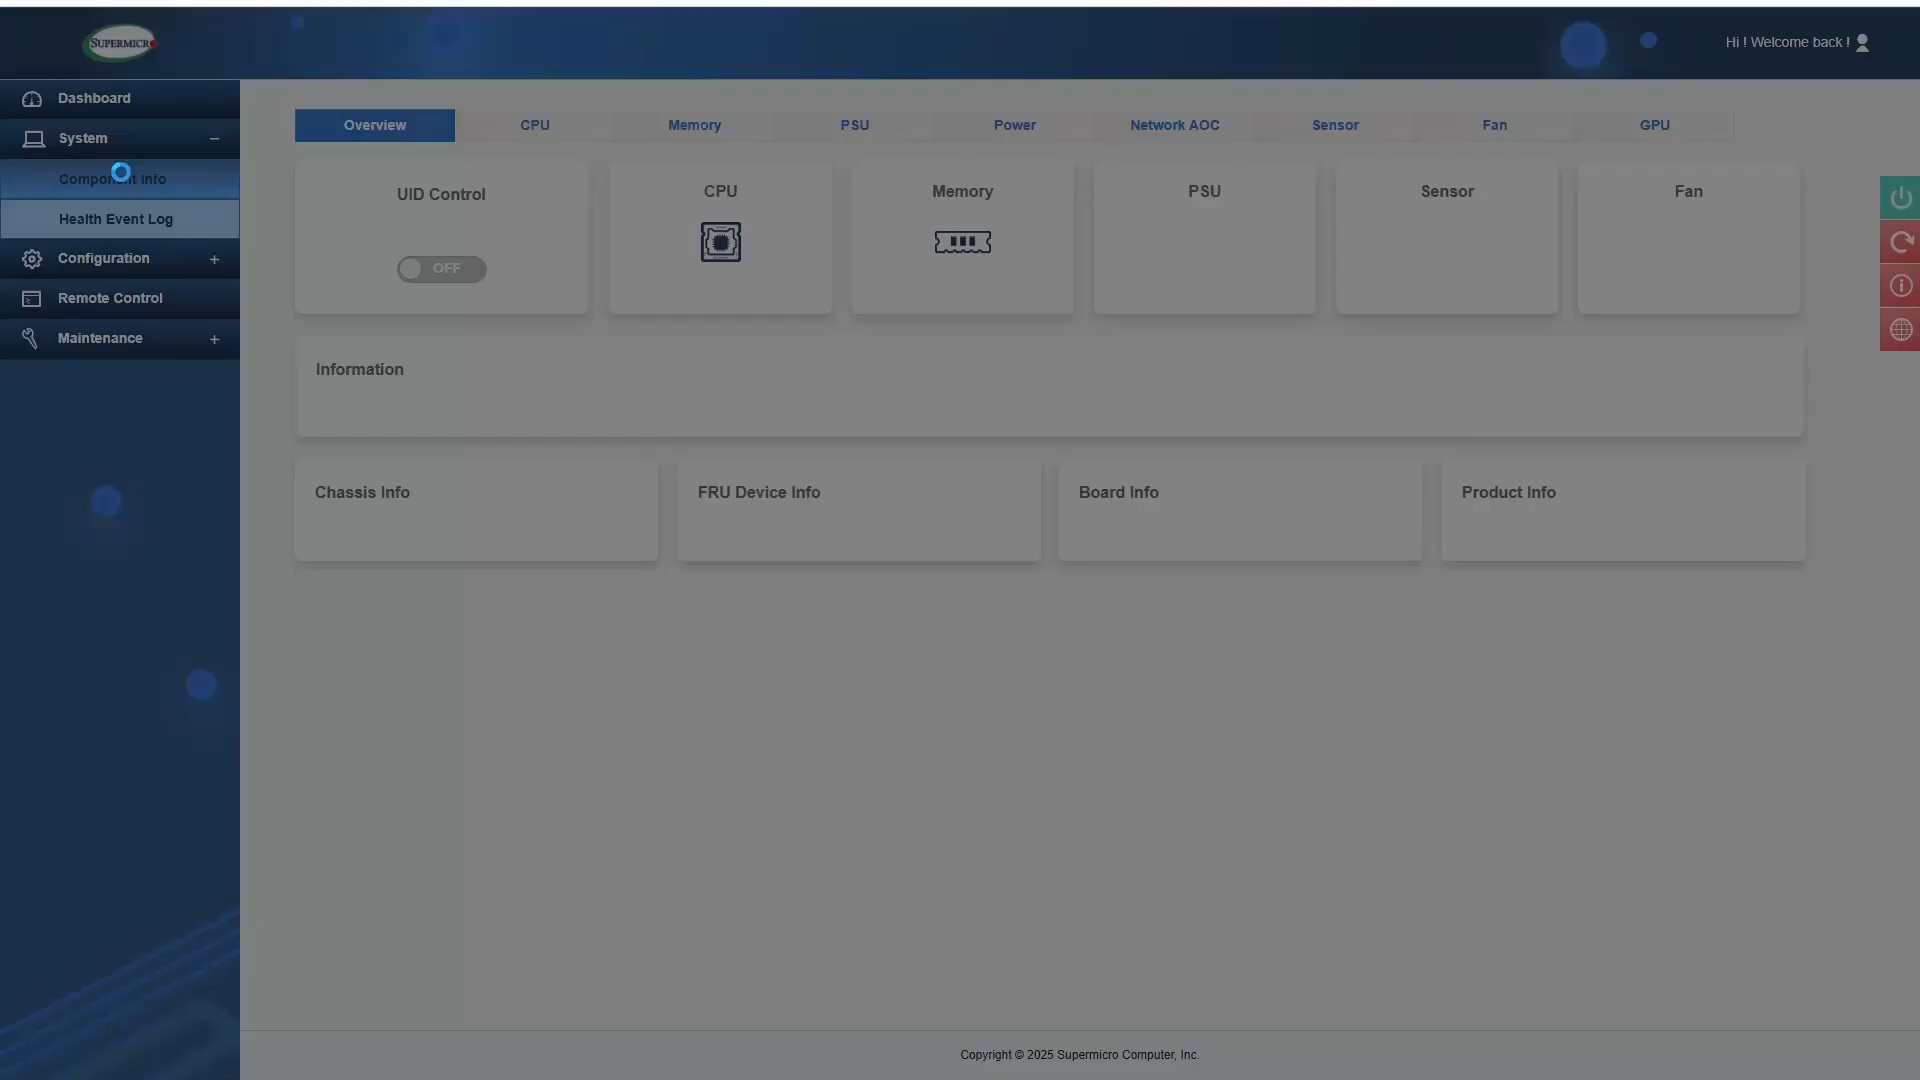 SUPERMICR
Hi ! Welcome back !
Dashboard
System
Component Info
Health Event Log
Configuration
Remote Control
Maintenance
Overview
CPU
Memory
PSU
Power
Network AOC
Sensor
Fan
GPU
UID Control
OFF
CPU
Memory
PSU
Sensor
Fan
Information
Chassis Info
FRU Device Info
Board Info
Product Info
Copyright © 2025 Supermicro Computer, Inc.